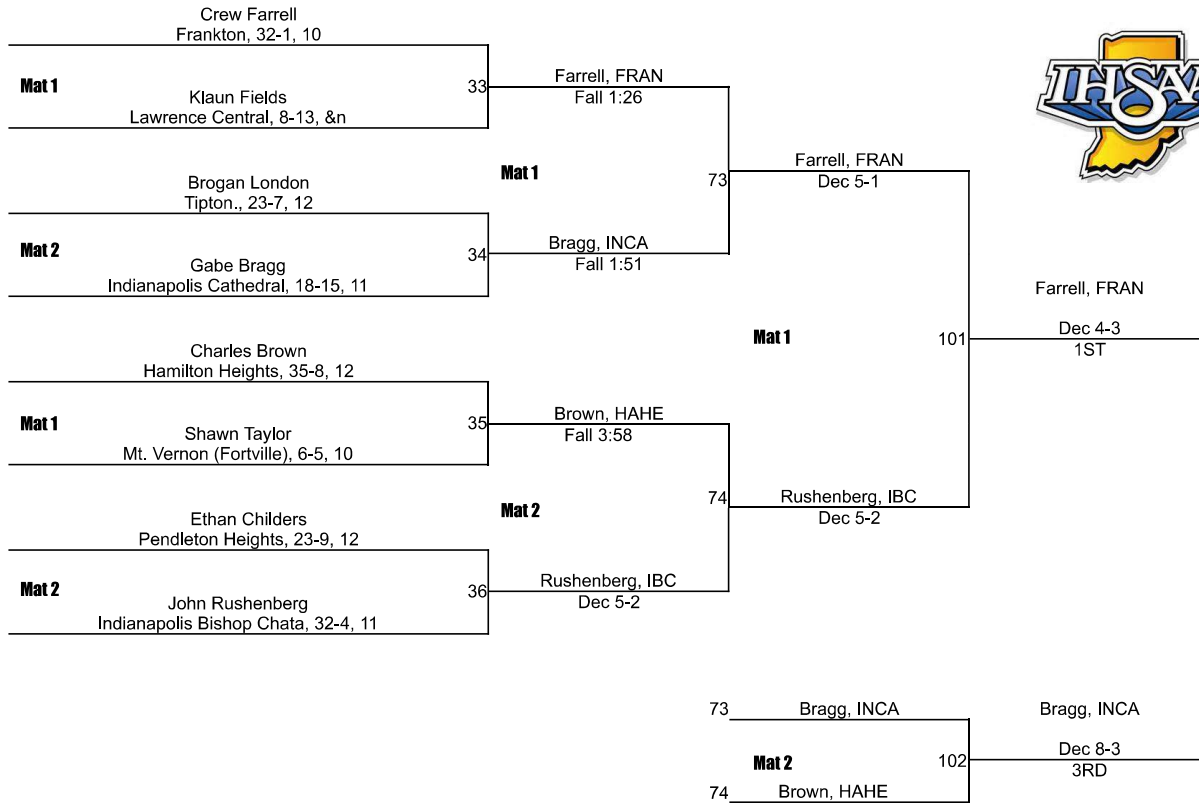 Crew Farrell
Frankton, 32-1, 10
Mat 1
33
Klaun Fields
Lawrence Central, 8-13, &n
Farrell, FRAN
Fall 1:26
Mat 1
73
Brogan London
Tipton., 23-7, 12
Mat 2
34
Gabe Bragg
Indianapolis Cathedral, 18-15, 11
Bragg, INCA
Fall 1:51
Farrell, FRAN
Dec 5-1
IHSAA
Mat 1
101
Farrell, FRAN
Dec 4-3
1ST
Charles Brown
Hamilton Heights, 35-8, 12
Mat 1
35
Shawn Taylor
Mt. Vernon (Fortville), 6-5, 10
Brown, HAHE
Fall 3:58
Mat 2
74
Ethan Childers
Pendleton Heights, 23-9, 12
Mat 2
36
John Rushenberg
Indianapolis Bishop Chata, 32-4, 11
Rushenberg, IBC
Dec 5-2
Rushenberg, IBC
Dec 5-2
73
Bragg, INCA
Mat 2
102
74
Brown, HAHE
Bragg, INCA
Dec 8-3
3RD